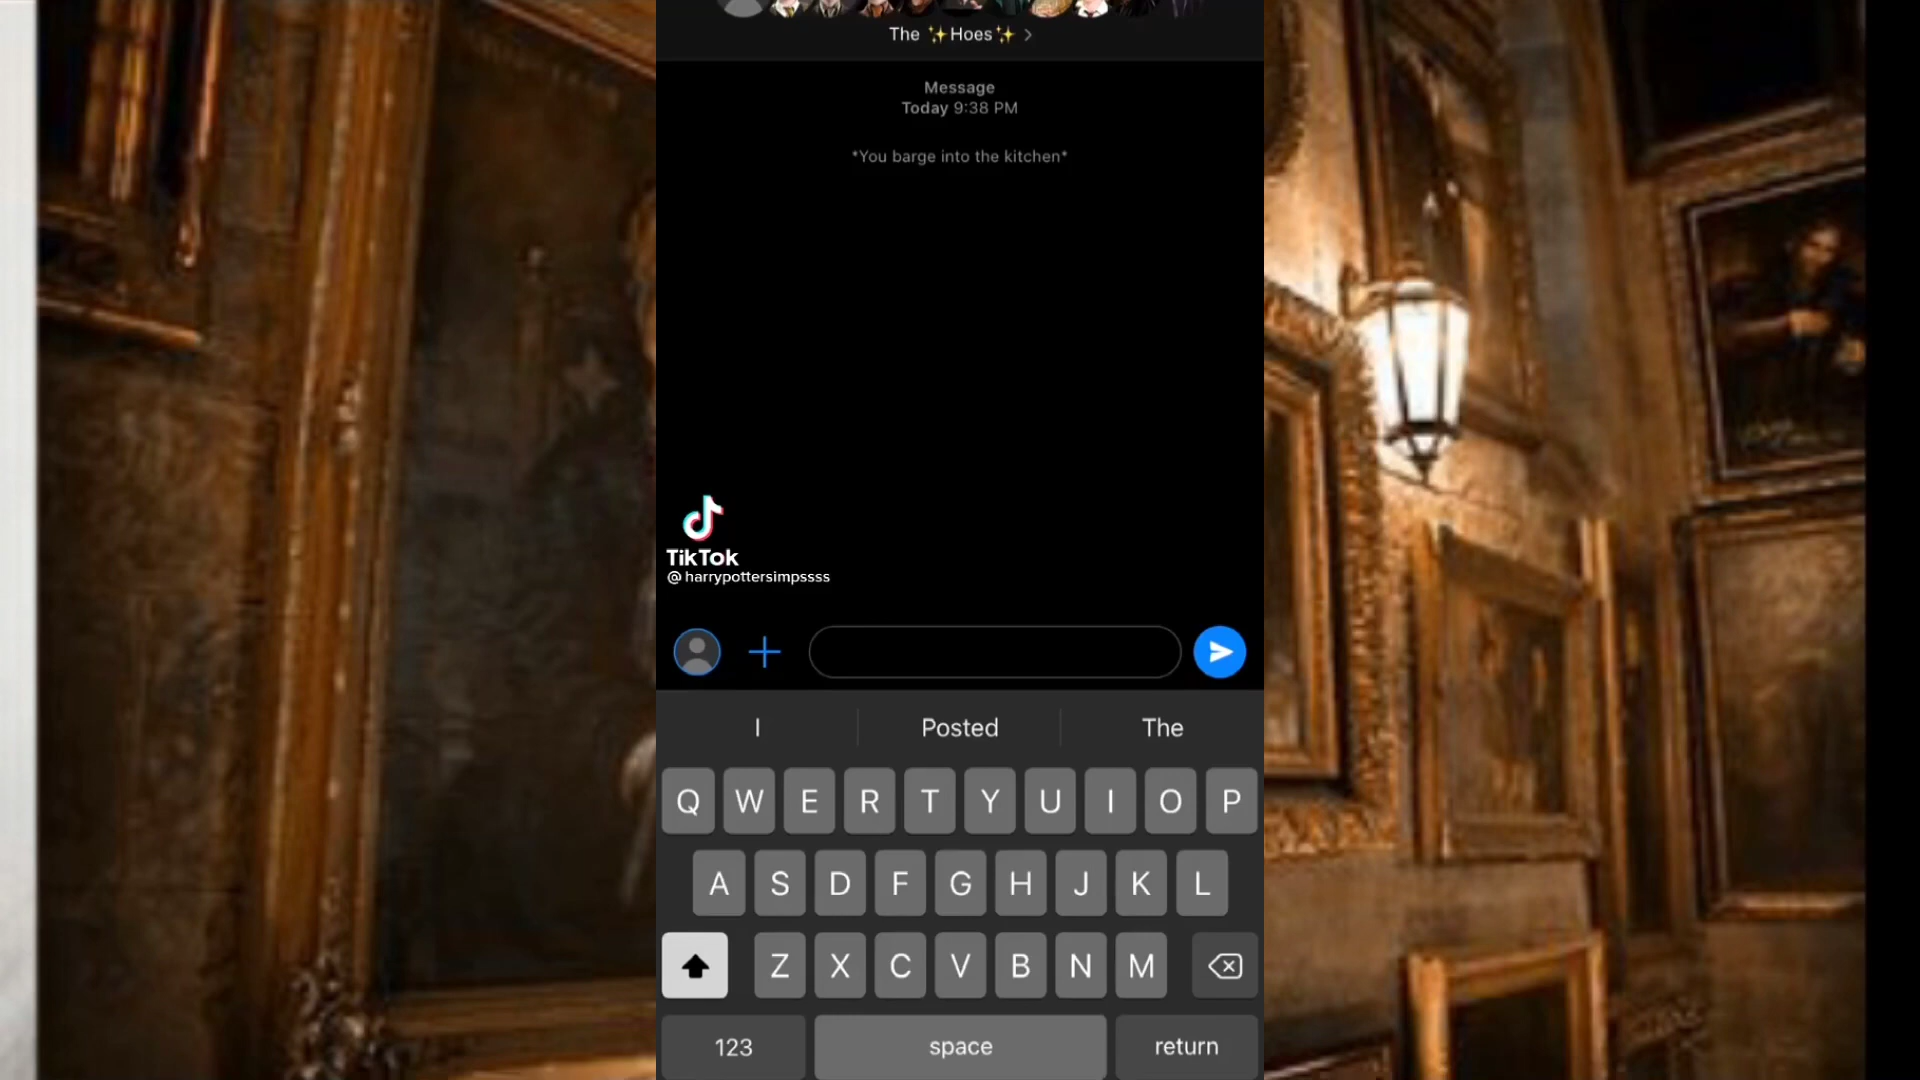 The ✨Hoes✨ >
Message
Today 9:38 PM
*You barge into the kitchen*
TikTok
@harrypottersimpssss
I Posted The
Q W E R T Y U I O P
A S D F G H J K L
Z X C V B N M
123 space return